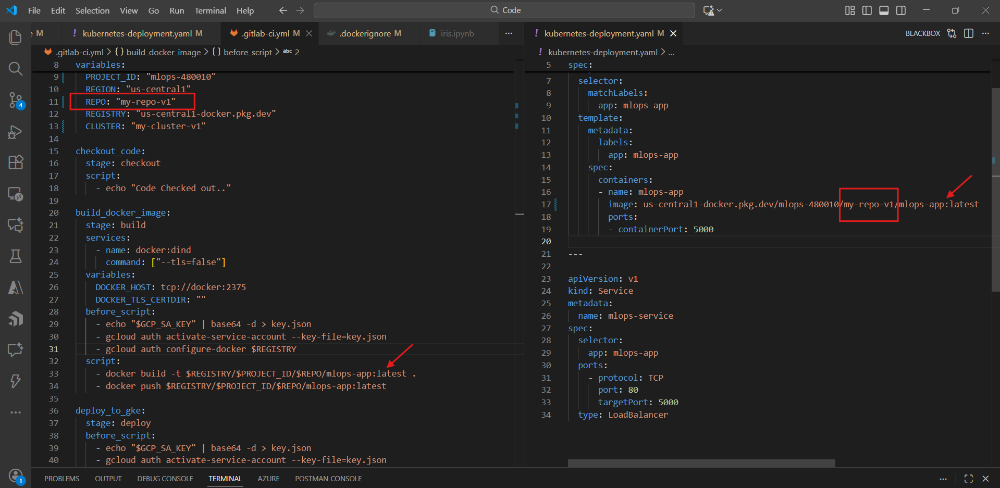 File Edit Selection View Go Run Terminal Help
Code
e M
! kubernetes-deployment.yaml M
.gitlab-ci.yml M
.dockerignore M
iris.ipynb
...
.gitlab-ci.yml > { } build_docker_image > [ ] before_script > abc 2
8 variables:
9 PROJECT_ID: "mlops-480010"
10 REGION: "us-central1"
11 REPO: "my-repo-v1"
12 REGISTRY: "us-central1-docker.pkg.dev"
13 CLUSTER: "my-cluster-v1"
14
15 checkout_code:
16 stage: checkout
17 script:
18 - echo "Code Checked out.."
19
20 build_docker_image:
21 stage: build
22 services:
23 - name: docker:dind
24 command: ["--tls=false"]
25 variables:
26 DOCKER_HOST: tcp://docker:2375
27 DOCKER_TLS_CERTDIR: ""
28 before_script:
29 - echo "$GCP_SA_KEY" | base64 -d > key.json
30 - gcloud auth activate-service-account --key-file=key.json
31 - gcloud auth configure-docker $REGISTRY
32 script:
33 - docker build -t $REGISTRY/$PROJECT_ID/$REPO/mlops-app:latest .
34 - docker push $REGISTRY/$PROJECT_ID/$REPO/mlops-app:latest
35
36 deploy_to_gke:
37 stage: deploy
38 before_script:
39 - echo "$GCP_SA_KEY" | base64 -d > key.json
40 - gcloud auth activate-service-account --key-file=key.json
! kubernetes-deployment.yaml M
BLACKBOX
...
! kubernetes-deployment.yaml > ...
5 spec:
7 selector:
8 matchLabels:
9 app: mlops-app
10 template:
11 metadata:
12 labels:
13 app: mlops-app
14 spec:
15 containers:
16 - name: mlops-app
17 image: us-central1-docker.pkg.dev/mlops-480010/my-repo-v1/mlops-app:latest
18 ports:
19 - containerPort: 5000
20
21 ---
22
23 apiVersion: v1
24 kind: Service
25 metadata:
26 name: mlops-service
27 spec:
28 selector:
29 app: mlops-app
30 ports:
31 - protocol: TCP
32 port: 80
33 targetPort: 5000
34 type: LoadBalancer
4
1
PROBLEMS OUTPUT DEBUG CONSOLE TERMINAL AZURE POSTMAN CONSOLE